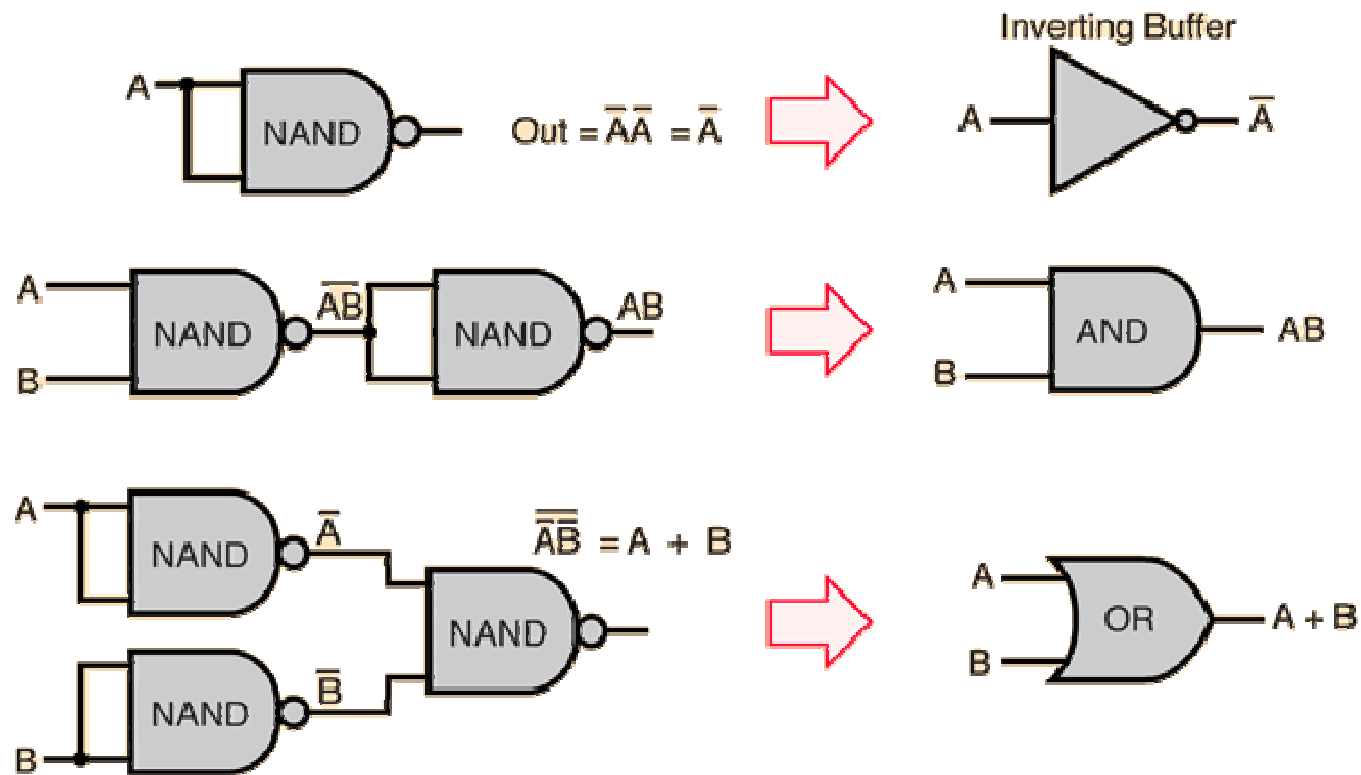 Inverting Buffer
A NAND Out = A̅A̅ = A̅ A A̅
A B NAND A̅B̅ NAND AB A B AND AB
A NAND A̅ A̅̅B̅̅ = A + B
NAND A B OR A + B
B NAND B̅